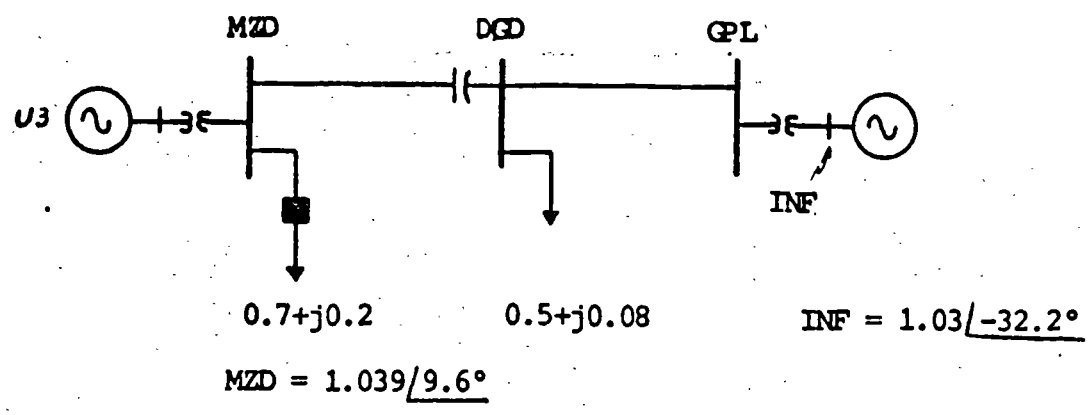 MZD DGD GPL
U3
INF
0.7+j0.2 0.5+j0.08 INF = 1.03/-32.2°
MZD = 1.039/9.6°